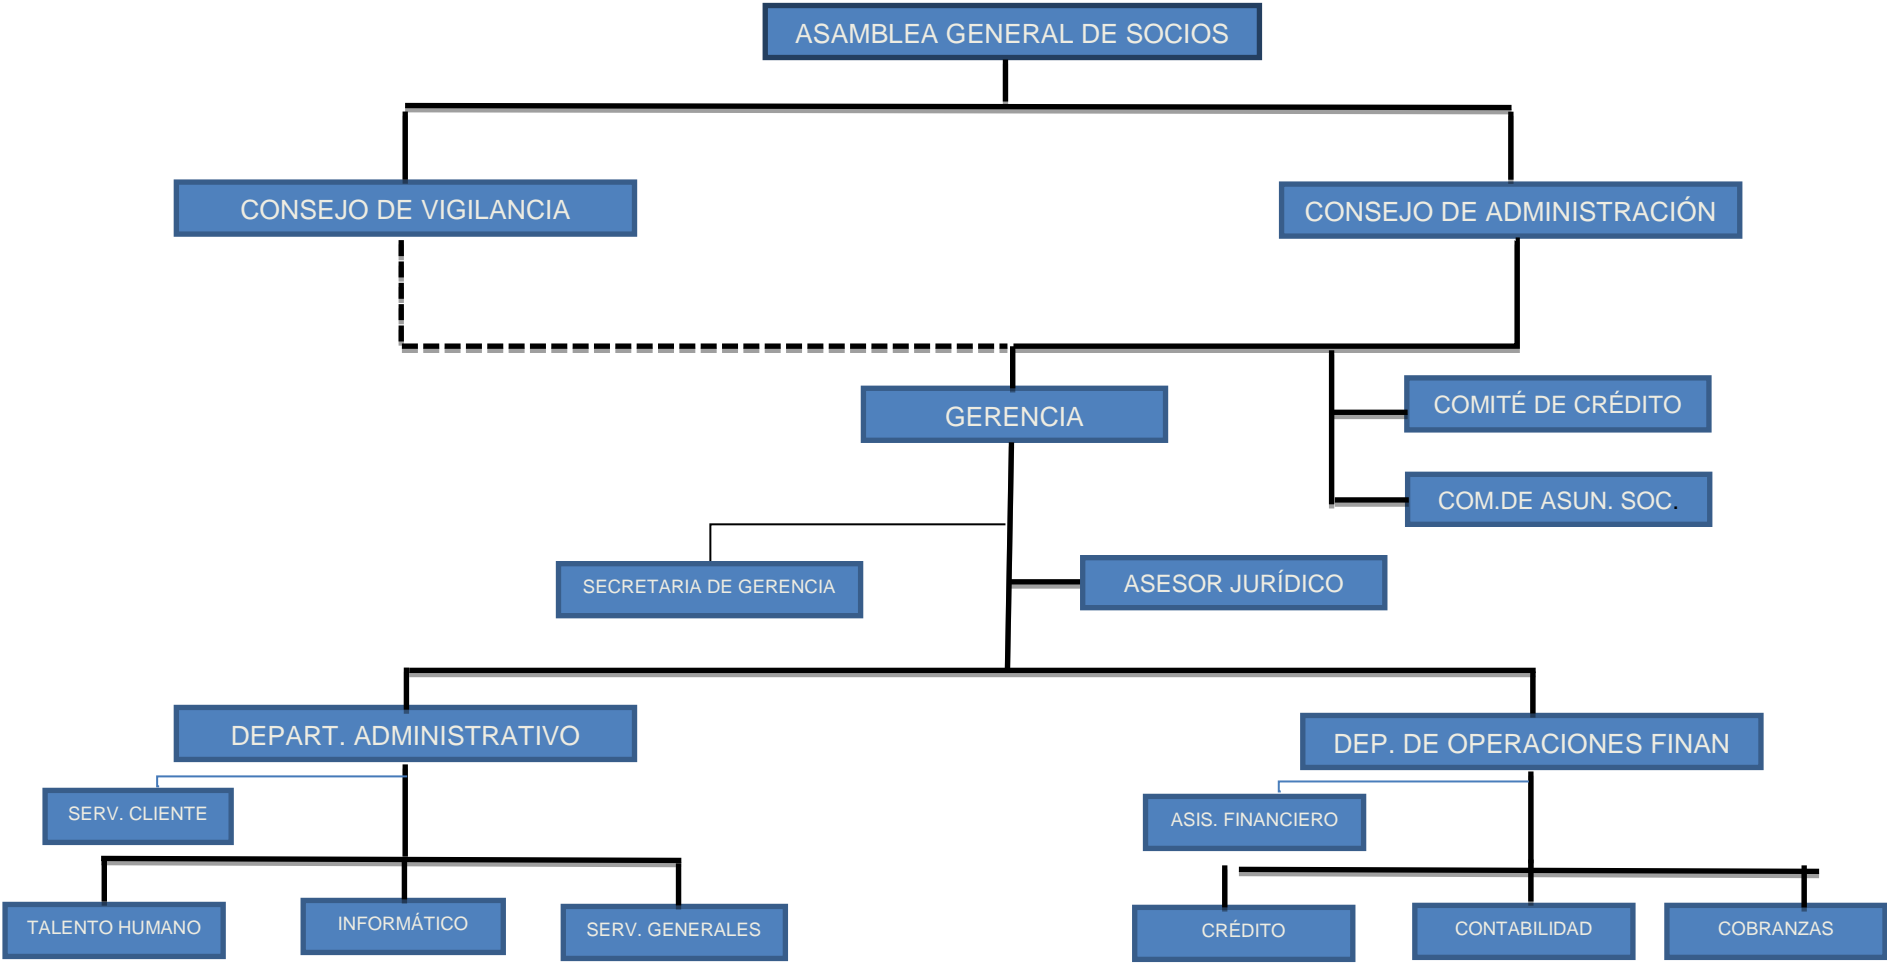 ASAMBLEA GENERAL DE SOCIOS
CONSEJO DE VIGILANCIA
CONSEJO DE ADMINISTRACIÓN
GERENCIA
COMITÉ DE CRÉDITO
COM.DE ASUN. SOC.
SECRETARIA DE GERENCIA
ASESOR JURÍDICO
DEPART. ADMINISTRATIVO
DEP. DE OPERACIONES FINAN
SERV. CLIENTE
ASIS. FINANCIERO
TALENTO HUMANO
INFORMÁTICO
SERV. GENERALES
CRÉDITO
CONTABILIDAD
COBRANZAS